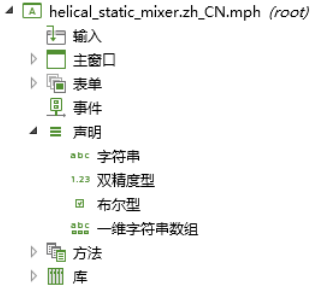 helical_static_mixer.zh_CN.mph (root)
输入
主窗口
表单
事件
声明
abc 字符串
1.23 双精度型
布尔型
abc 一维字符串数组
方法
库